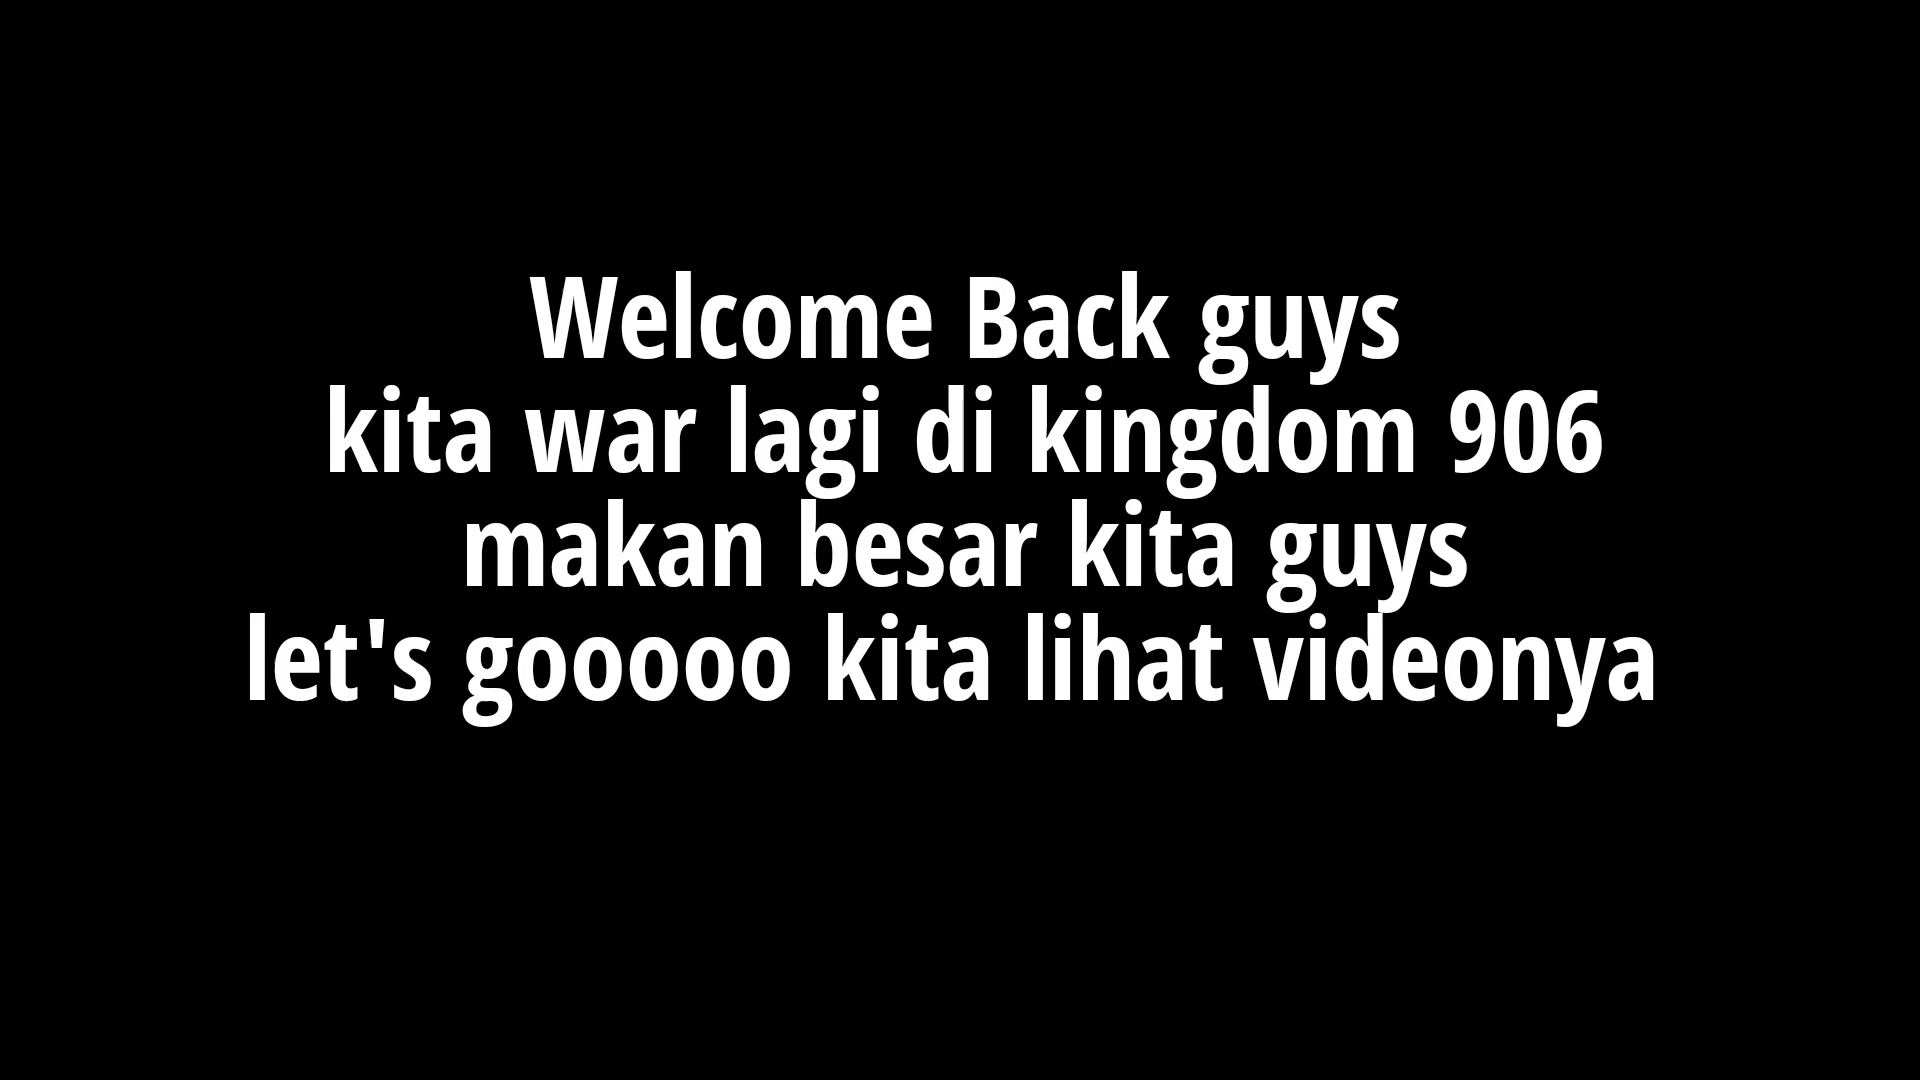 Welcome Back guys
kita war lagi di kingdom 906
makan besar kita guys
let's gooooo kita lihat videonya